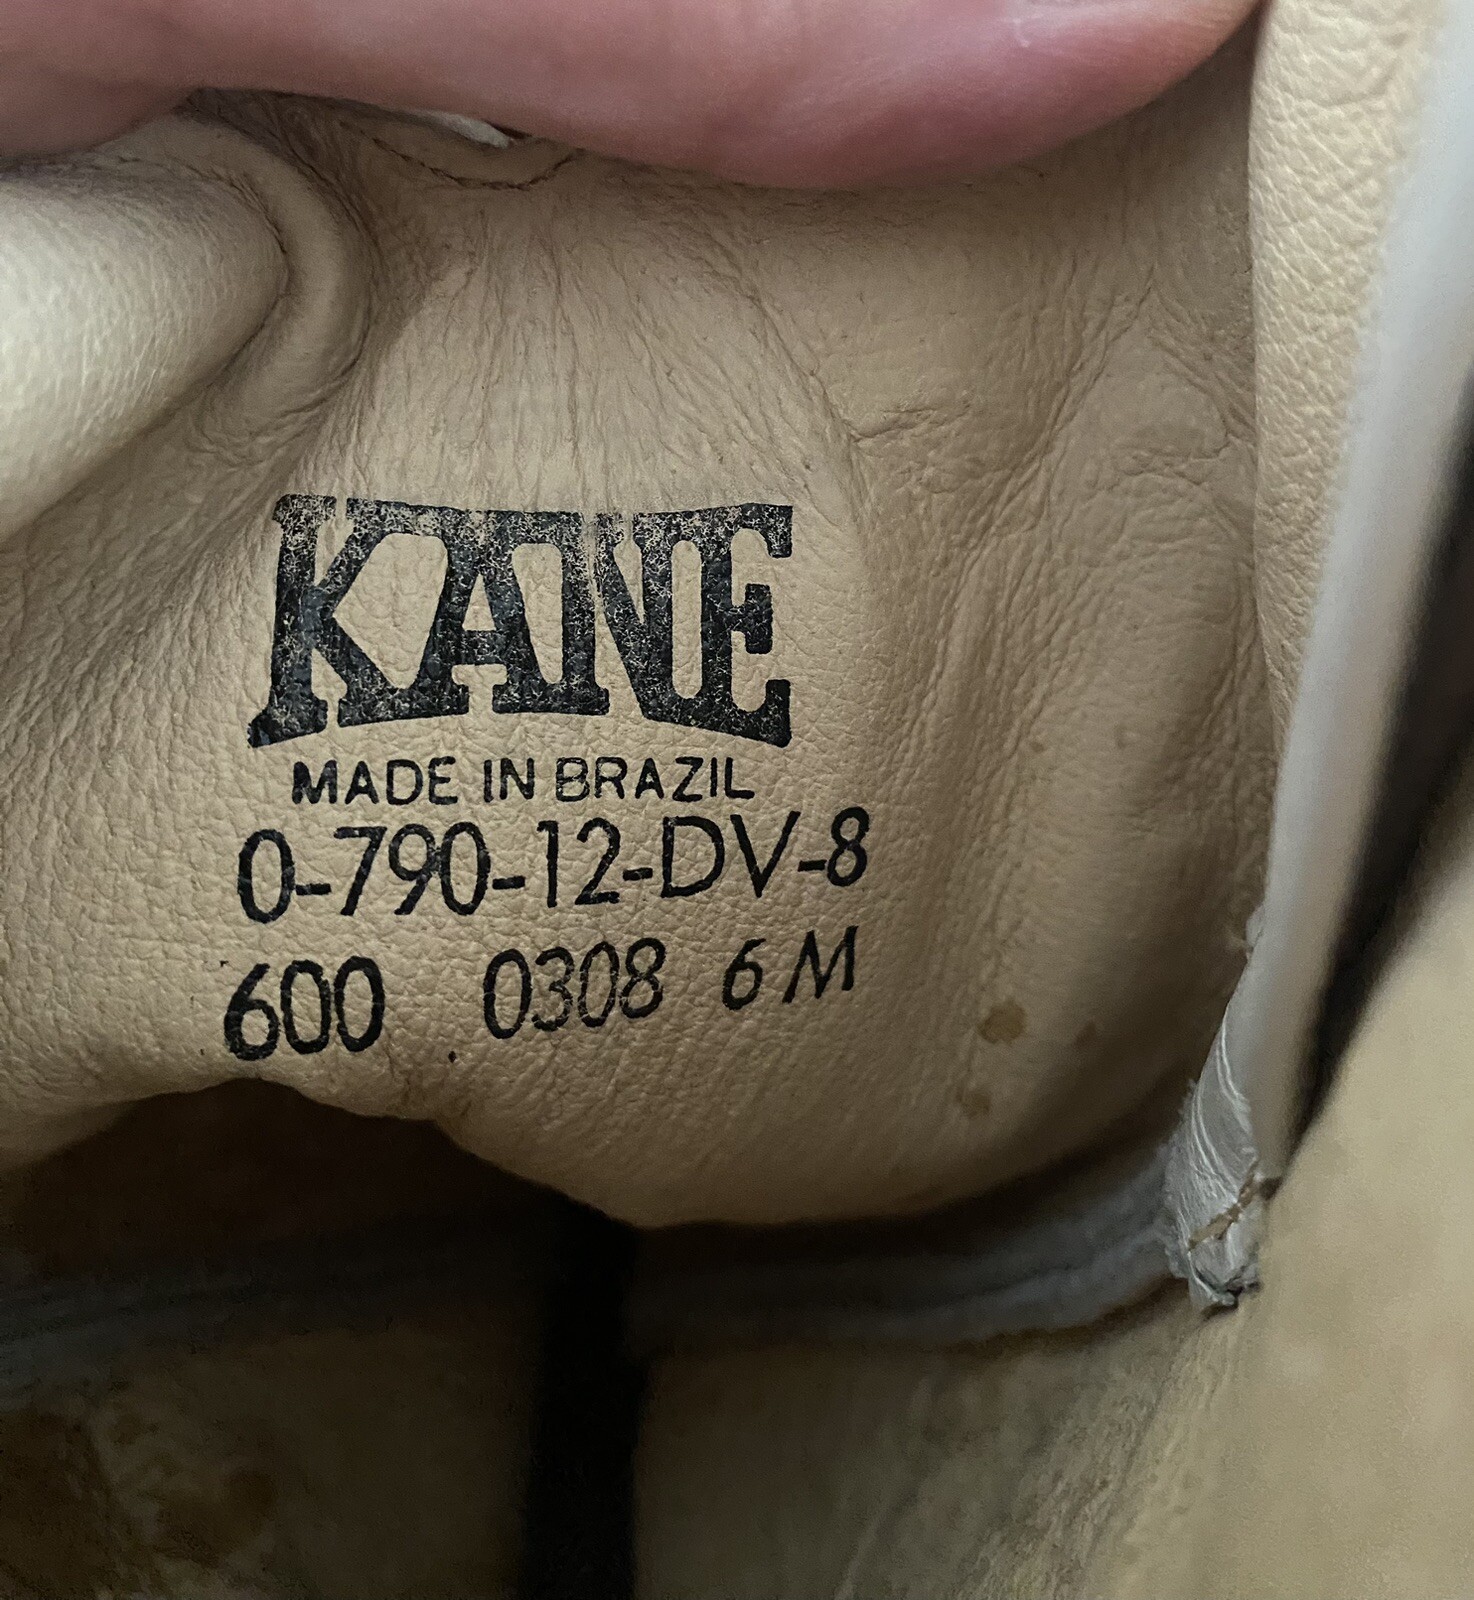 KANE
MADE IN BRAZIL
0-790-12-DV-8
600 0308 6 M